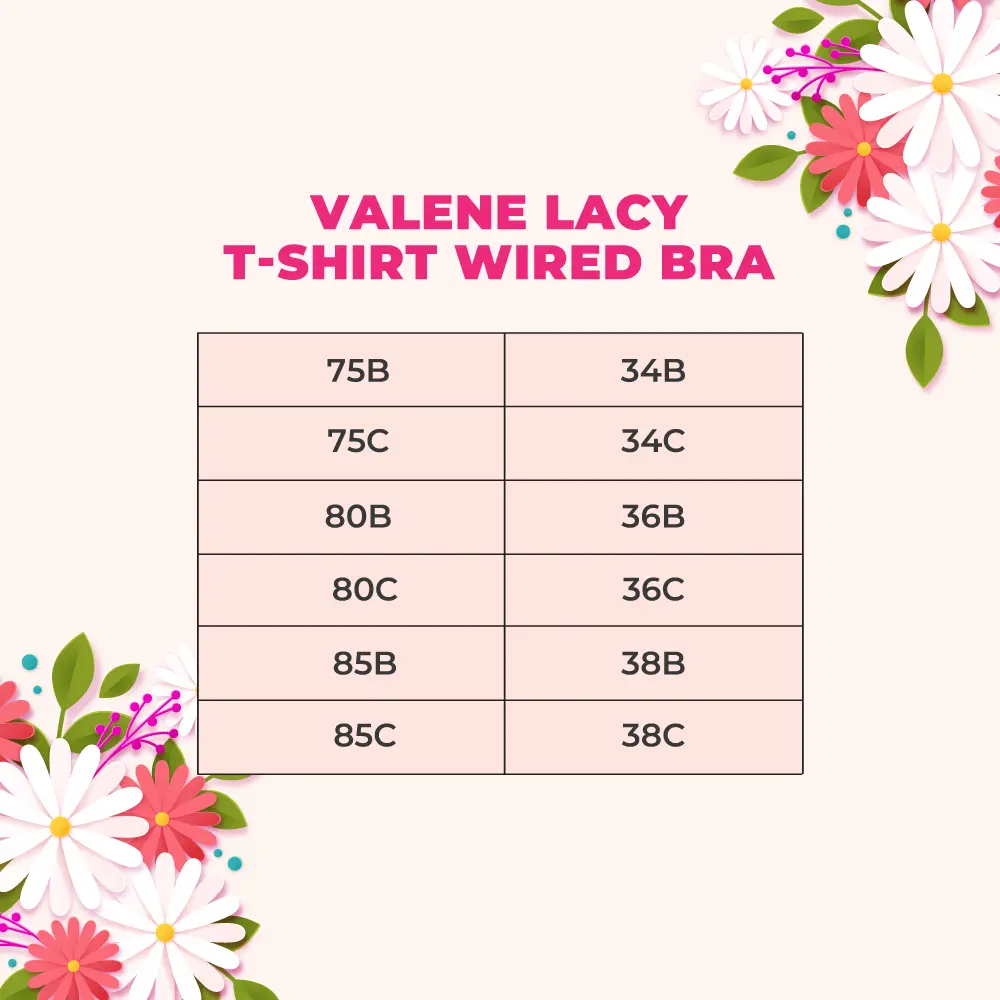 VALENE LACY
T-SHIRT WIRED BRA
75B 34B
75C 34C
80B 36B
80C 36C
85B 38B
85C 38C